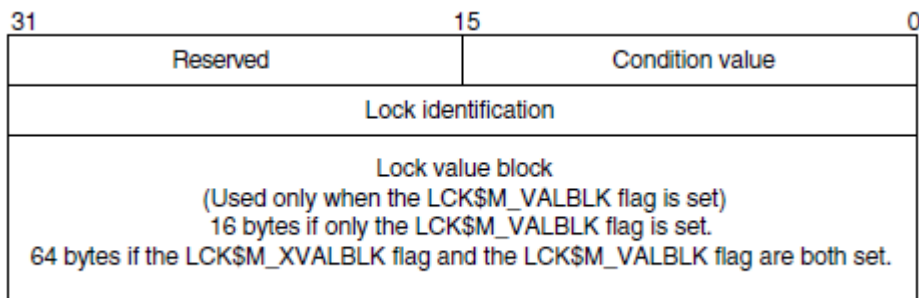 31 15 0
Reserved Condition value
Lock identification
Lock value block
(Used only when the LCK$M_VALBLK flag is set)
16 bytes if only the LCK$M_VALBLK flag is set.
64 bytes if the LCK$M_XVALBLK flag and the LCK$M_VALBLK flag are both set.